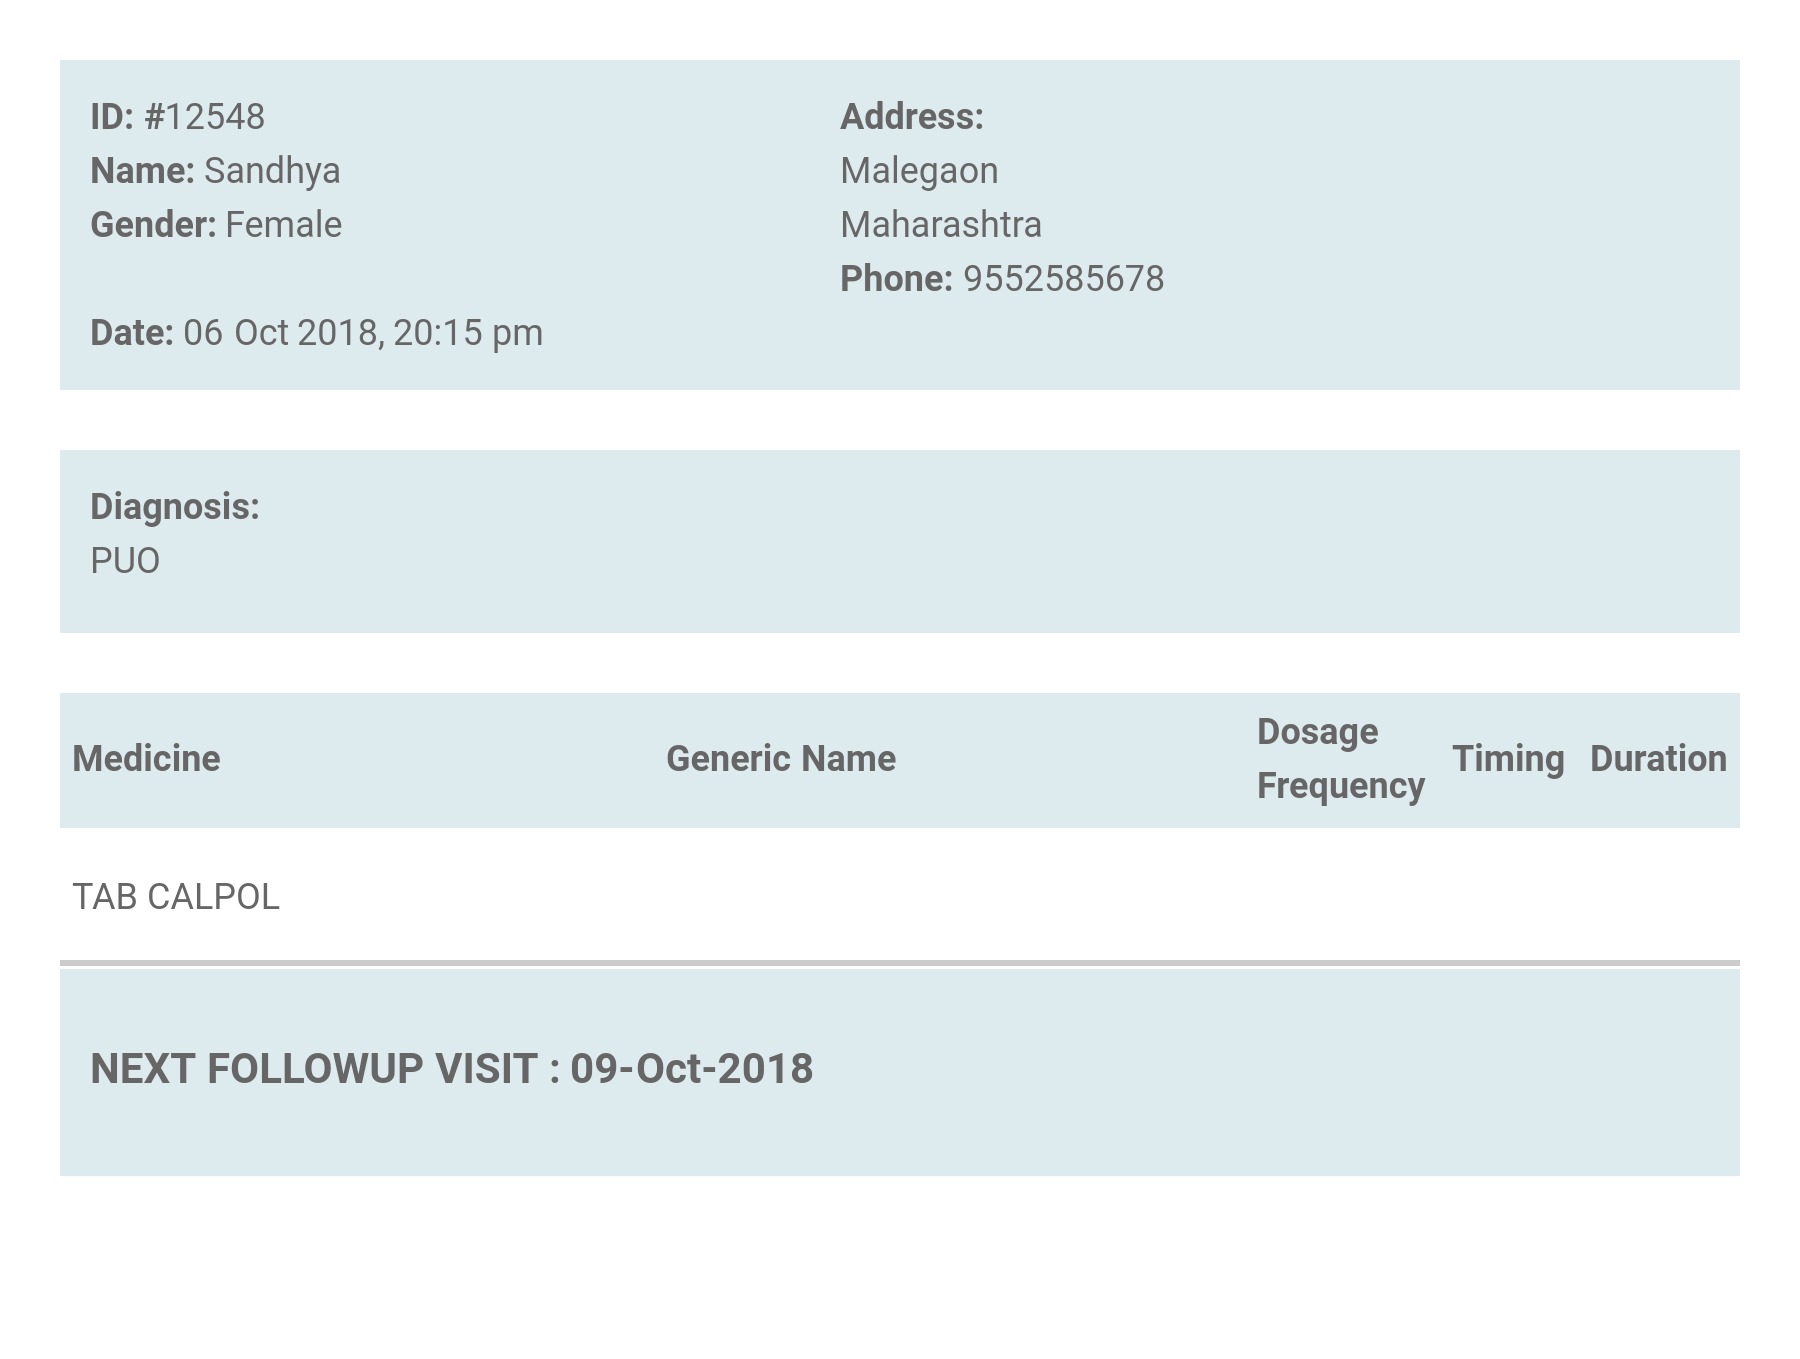 ID: #12548
Name: Sandhya
Gender: Female
Date: 06 Oct 2018, 20:15 pm
Address:
Malegaon
Maharashtra
Phone: 9552585678
Diagnosis:
PUO
Medicine Generic Name Dosage Frequency Timing Duration
TAB CALPOL
NEXT FOLLOWUP VISIT : 09-Oct-2018